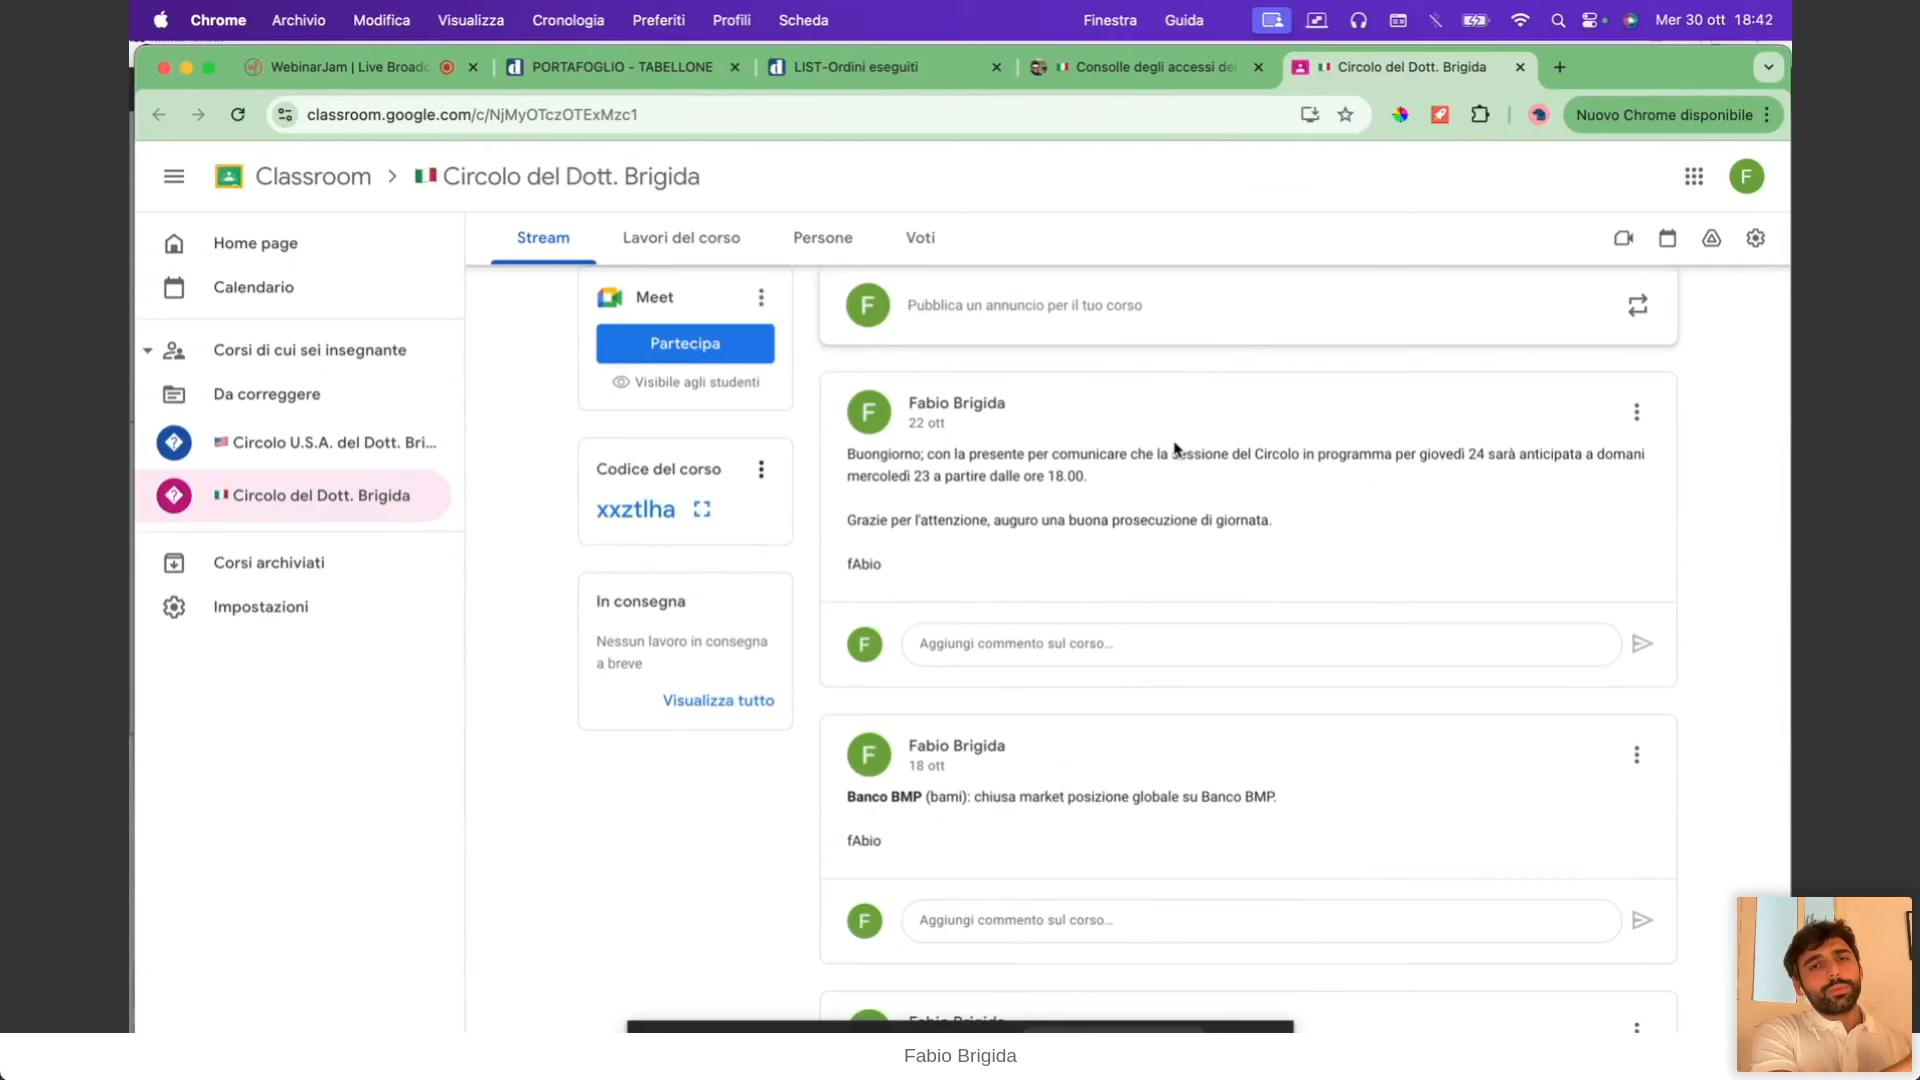 Chrome Archivio Modifica Visualizza Cronologia Preferiti Profili Scheda Finestra Guida Mer 30 ott 18:42
WebinarJam | Live Broadc PORTAFOGLIO - TABELLONE LIST-Ordini eseguiti Consolle degli accessi del Circolo del Dott. Brigida
classroom.google.com/c/NjMyOTczOTExMzc1 Nuovo Chrome disponibile
Classroom > Circolo del Dott. Brigida F
Home page
Calendario
Corsi di cui sei insegnante
Da correggere
Circolo U.S.A. del Dott. Bri...
Circolo del Dott. Brigida
Corsi archiviati
Impostazioni
Stream Lavori del corso Persone Voti
Meet
Partecipa
Visibile agli studenti
Codice del corso
xxztlha
In consegna
Nessun lavoro in consegna
a breve
Visualizza tutto
F Pubblica un annuncio per il tuo corso
F Fabio Brigida
22 ott
Buongiorno; con la presente per comunicare che la sessione del Circolo in programma per giovedì 24 sarà anticipata a domani
mercoledì 23 a partire dalle ore 18.00.
Grazie per l'attenzione, auguro una buona prosecuzione di giornata.
fAbio
F Aggiungi commento sul corso...
F Fabio Brigida
18 ott
Banco BMP (bami): chiusa market posizione globale su Banco BMP.
fAbio
F Aggiungi commento sul corso...
Fabio Brigida
Fabio Brigida